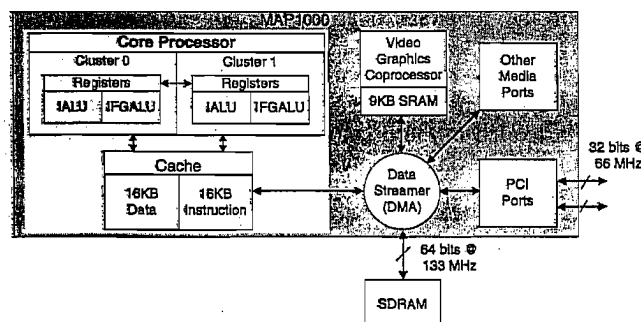 MAP1000
Core Processor
Cluster 0
Cluster 1
Registers
Registers
IALU
IFGALU
IALU
IFGALU
Cache
16KB
Data
16KB
Instruction
Video
Graphics
Coprocessor
9KB SRAM
Other
Media
Ports
Data
Streamer
(DMA)
PCI
Ports
32 bits @
66 MHz
64 bits @
133 MHz
SDRAM